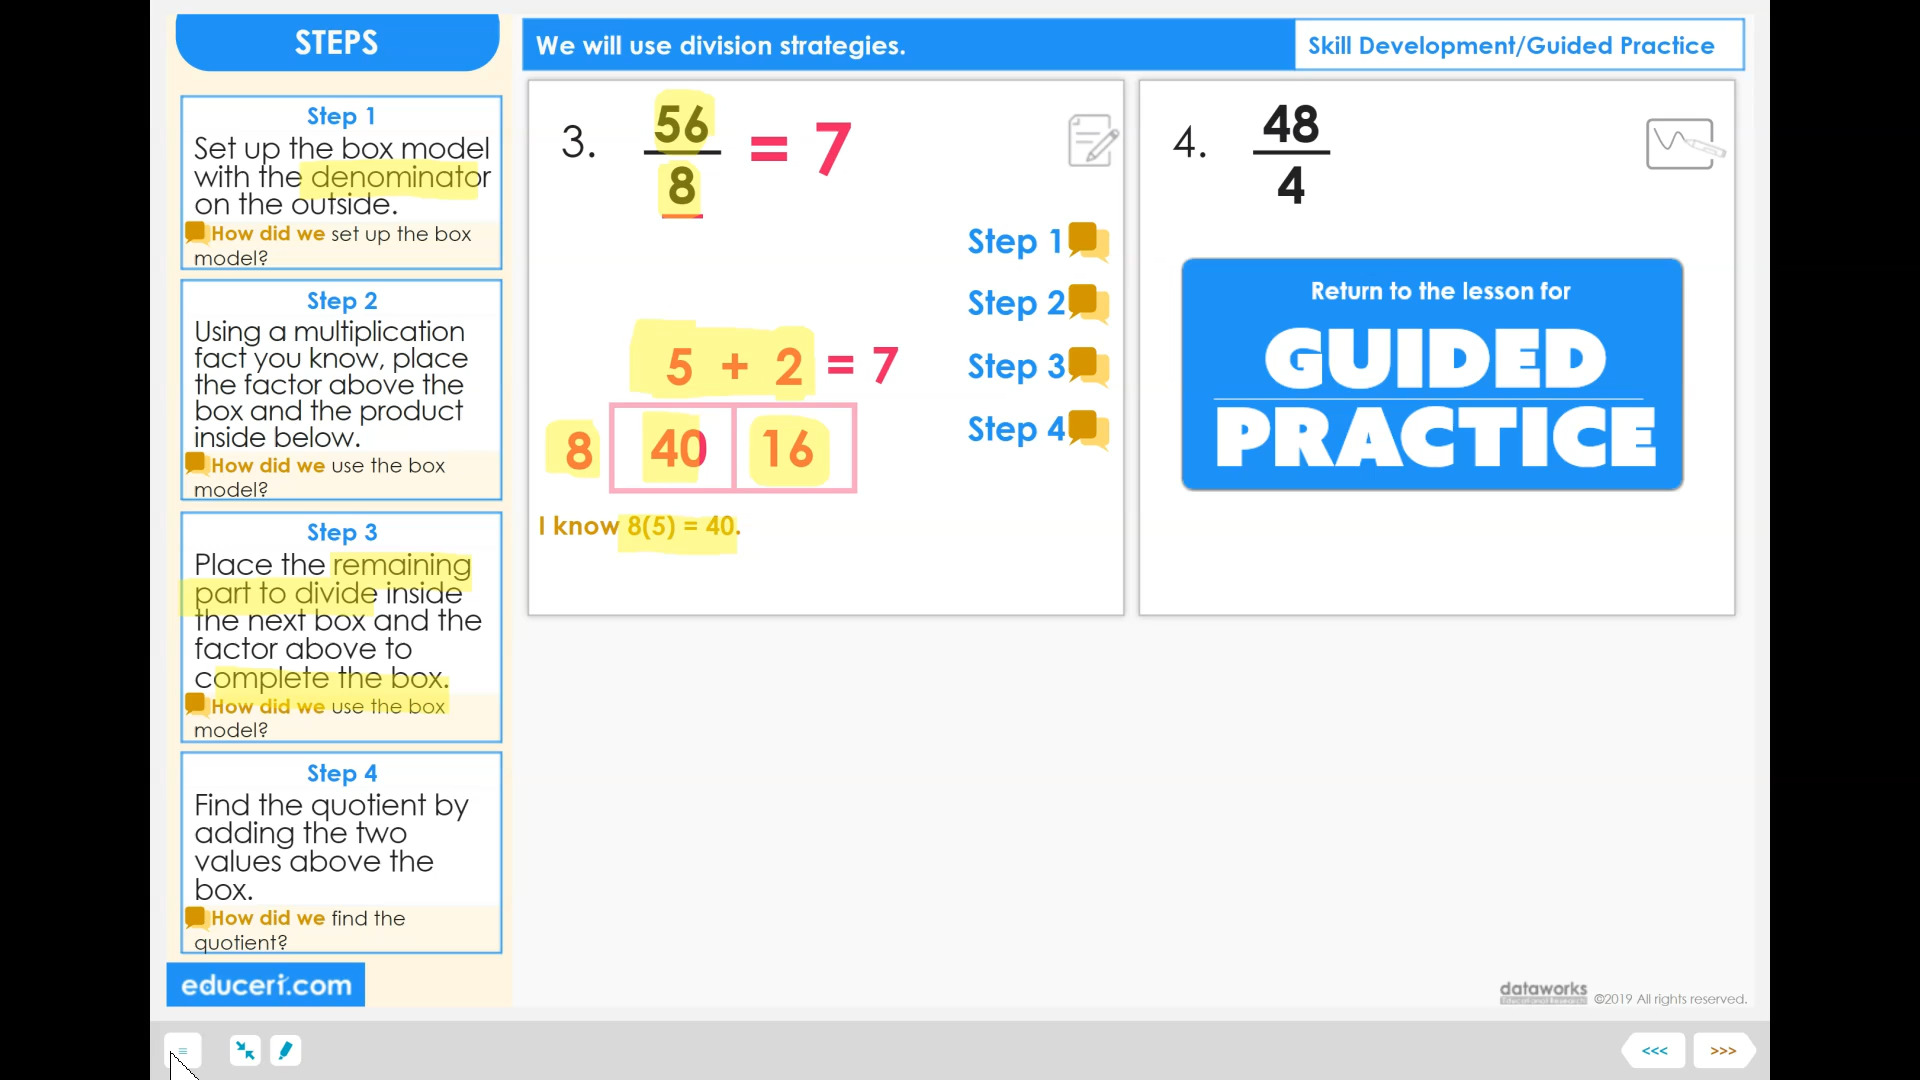 STEPS
Step 1
Set up the box model
with the denominator
on the outside.
How did we set up the box
model?
Step 2
Using a multiplication
fact you know, place
the factor above the
box and the product
inside below.
How did we use the box
model?
Step 3
Place the remaining
part to divide inside
the next box and the
factor above to
complete the box.
How did we use the box
model?
Step 4
Find the quotient by
adding the two
values above the
box.
How did we find the
quotient?
educeri.com
We will use division strategies.
Skill Development/Guided Practice
3.
56
8
= 7
Step 1
Step 2
Step 3
Step 4
5 + 2 = 7
8 40 16
I know 8(5) = 40.
4.
48
4
Return to the lesson for
GUIDED
PRACTICE
dataworks
Educational Research
©2019 All rights reserved.
<<< >>>